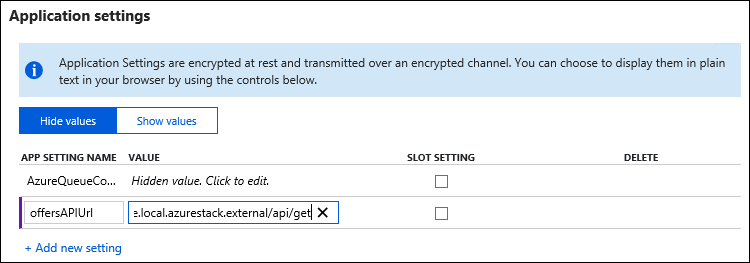 Application settings
Application Settings are encrypted at rest and transmitted over an encrypted channel. You can choose to display them in plain
text in your browser by using the controls below.
Hide values Show values
APP SETTING NAME VALUE SLOT SETTING DELETE
AzureQueueCo... Hidden value. Click to edit.
offersAPIUrl e.local.azurestack.external/api/get
+ Add new setting